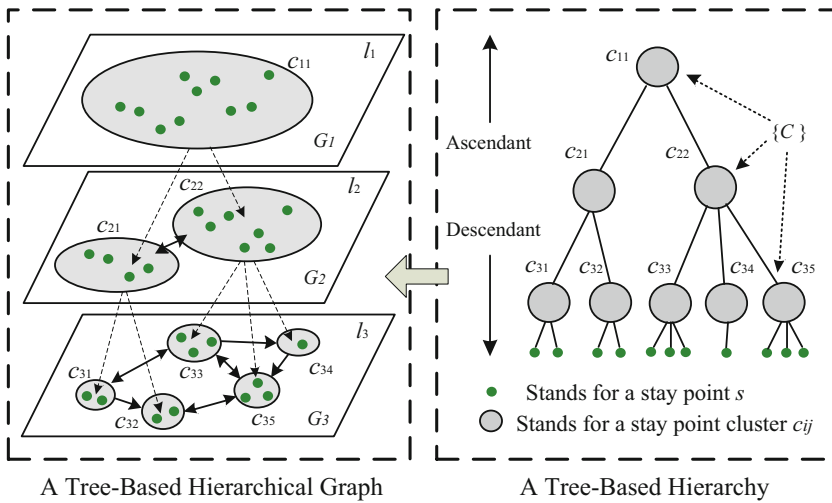 c11
l1
G1
c22
l2
c21
G2
l3
c31
c33
c34
c32
c35
G3
A Tree-Based Hierarchical Graph
c11
Ascendant
{C}
c21
c22
Descendant
c31
c32
c33
c34
c35
Stands for a stay point s
Stands for a stay point cluster cij
A Tree-Based Hierarchy